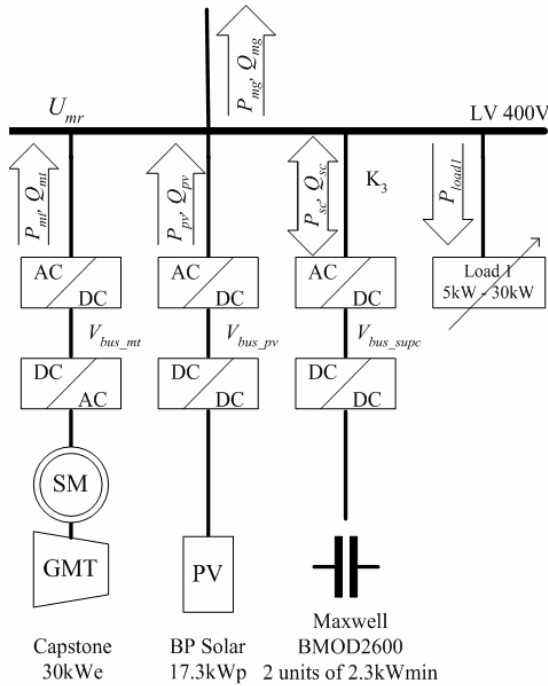 P_mg, Q_mg
U_mr
LV 400V
P_mt, Q_mt
P_pv, Q_pv
P_sc, Q_sc
K_3
P_load1
AC
DC
AC
DC
AC
DC
Load 1
5kW - 30kW
V_bus_mt
V_bus_pv
V_bus_supc
DC
AC
DC
DC
DC
DC
SM
GMT
PV
Capstone
30kWe
BP Solar
17.3kWp
Maxwell
BMOD2600
2 units of 2.3kWmin